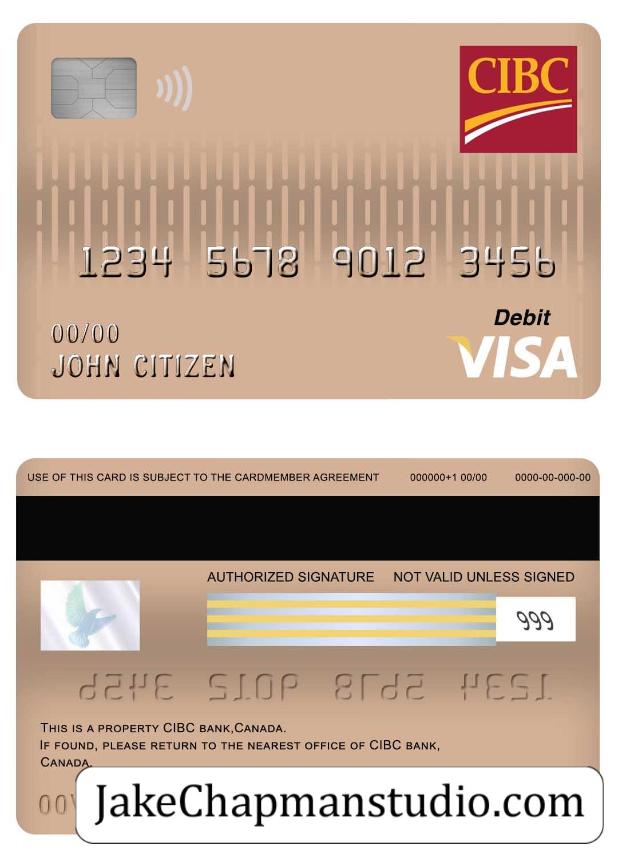 CIBC
1234 5678 9012 3456
Debit
00/00
VISA
JOHN CITIZEN
USE OF THIS CARD IS SUBJECT TO THE CARDMEMBER AGREEMENT 000000+1 00/00 0000-00-000-00
AUTHORIZED SIGNATURE NOT VALID UNLESS SIGNED
999
THIS IS A PROPERTY CIBC BANK,CANADA.
IF FOUND, PLEASE RETURN TO THE NEAREST OFFICE OF CIBC BANK,
CANADA.
JakeChapmanstudio.com